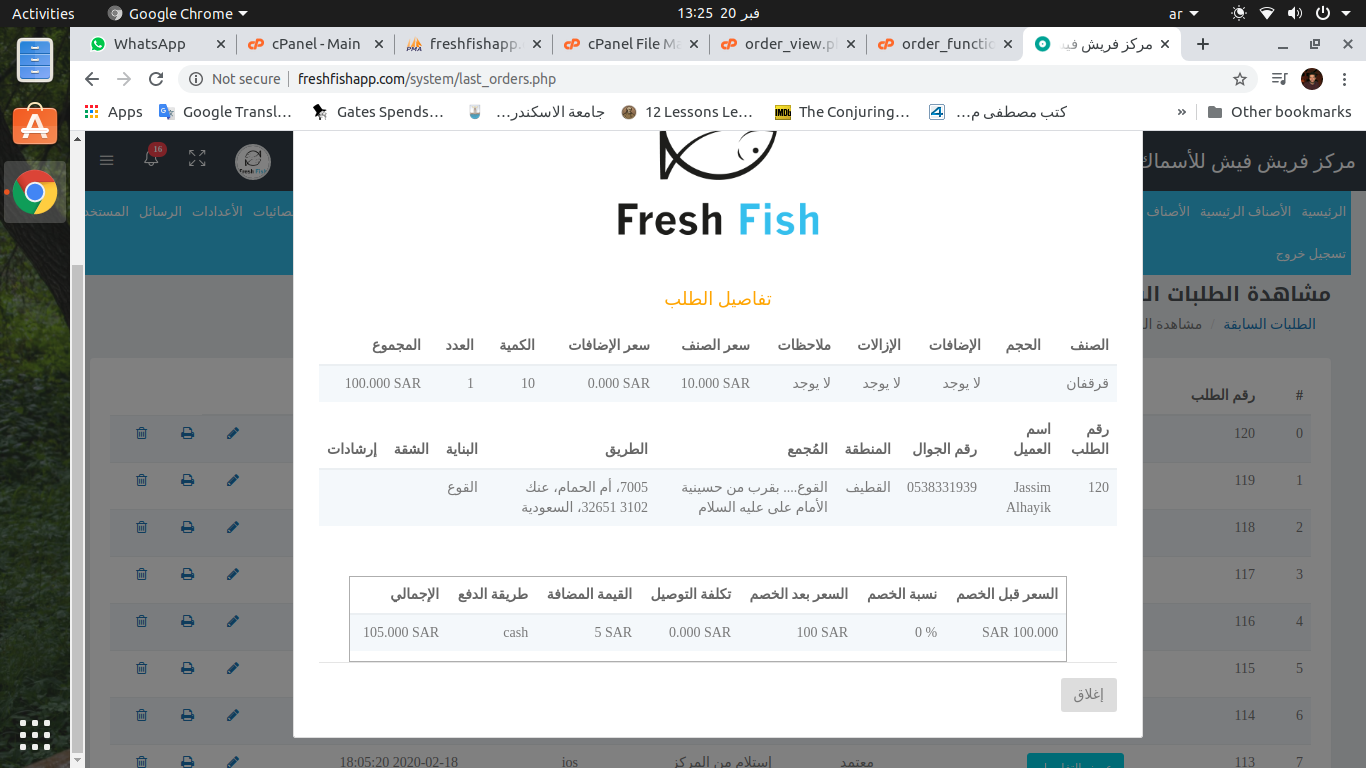 Activities Google Chrome 13:25 20 فبر ar
WhatsApp cPanel - Main freshfishapp. cPanel File Ma order_view.p order_functio مركز فريش فيش
Not secure freshfishapp.com/system/last_orders.php
Apps Google Transl... Gates Spends... جامعة الاسكندر... 12 Lessons Le... The Conjuring... كتب مصطفى م... » Other bookmarks
16 Fresh Fish مركز فريش فيش للأسماك
Fresh Fish
الرئيسية الأصناف الرئيسية الأصناف الأعدادات الرسائل
تسجيل خروج
مشاهدة الطلبات
الطلبات السابقة / مشاهدة
تفاصيل الطلب
الصنف الحجم الإضافات الإزالات ملاحظات سعر الصنف سعر الإضافات الكمية العدد المجموع
قرقفان لا يوجد لا يوجد لا يوجد 10.000 SAR 0.000 SAR 10 1 100.000 SAR
رقم الطلب اسم العميل رقم الجوال المنطقة المُجمع الطريق البناية الشقة إرشادات
120 Jassim Alhayik 0538331939 القطيف القوع.... بقرب من حسينية الأمام على عليه السلام 7005، أم الحمام، عنك 32651 3102، السعودية القوع
السعر قبل الخصم نسبة الخصم السعر بعد الخصم تكلفة التوصيل القيمة المضافة طريقة الدفع الإجمالي
SAR 100.000 0 % 100 SAR 0.000 SAR 5 SAR cash 105.000 SAR
إغلاق
# رقم الطلب
0 120
1 119
2 118
3 117
4 116
5 115
6 114
7 113 معتمد إستلام من المركز ios 18:05:20 2020-02-18